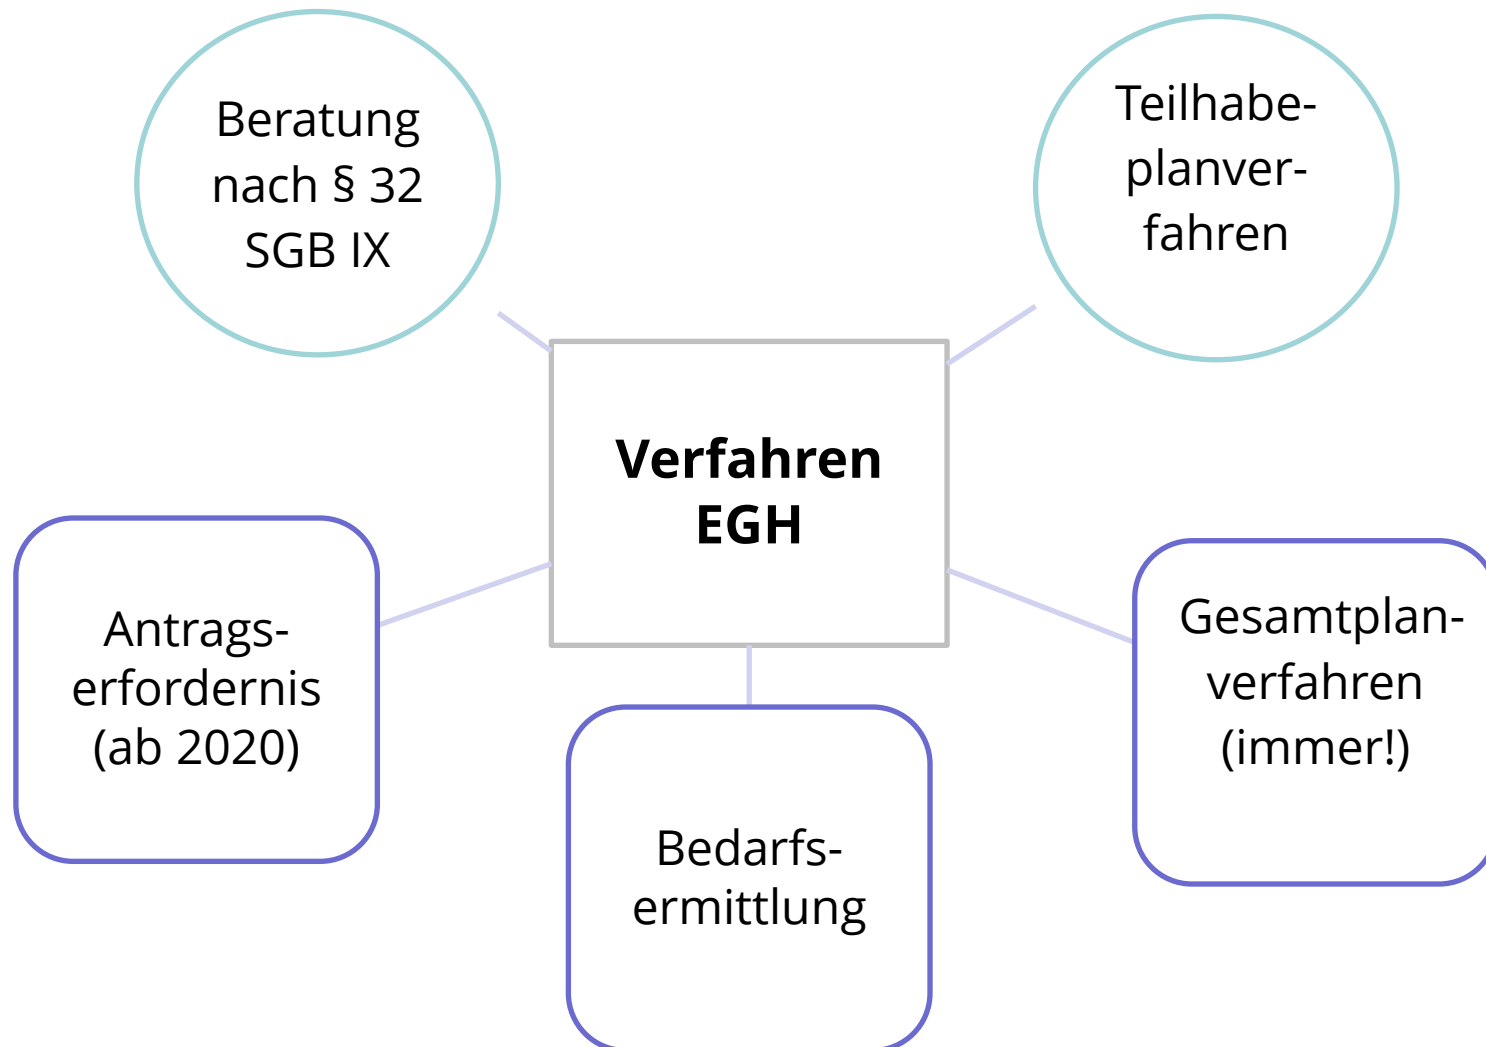 Beratung
nach § 32
SGB IX
Teilhabe-
planver-
fahren
Verfahren
EGH
Antrags-
erfordernis
(ab 2020)
Gesamtplan-
verfahren
(immer!)
Bedarfs-
ermittlung